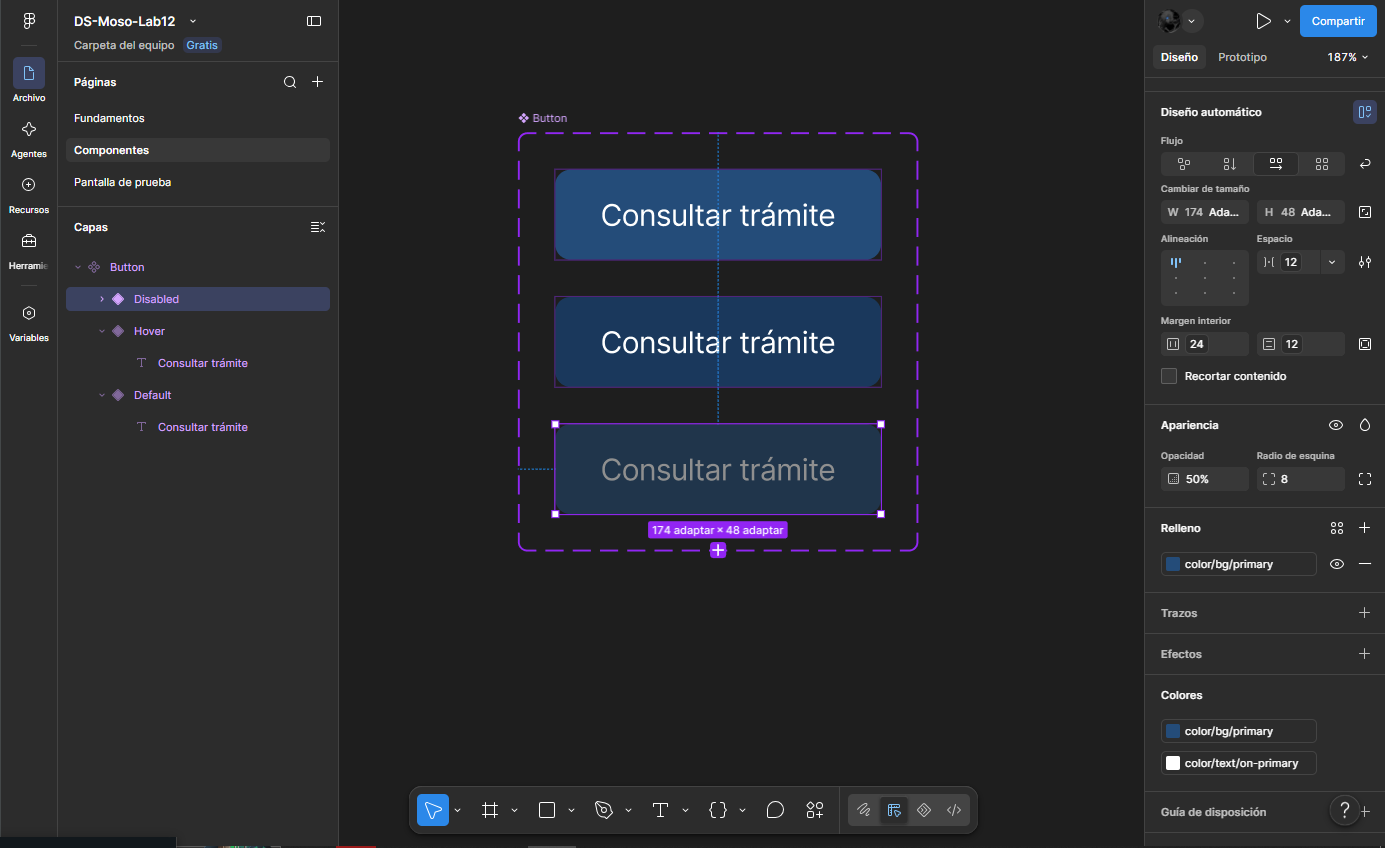 DS-Moso-Lab12
Carpeta del equipo Gratis
Archivo
Agentes
Recursos
Herramie
Variables
Páginas
Fundamentos
Componentes
Pantalla de prueba
Capas
Button
Disabled
Hover
Consultar trámite
Default
Consultar trámite
Button
Consultar trámite
Consultar trámite
Consultar trámite
174 adaptar × 48 adaptar
Compartir
Diseño Prototipo 187%
Diseño automático
Flujo
Cambiar de tamaño
W 174 Ada... H 48 Ada...
Alineación Espacio
12
Margen interior
24 12
Recortar contenido
Apariencia
Opacidad Radio de esquina
50% 8
Relleno
color/bg/primary
Trazos
Efectos
Colores
color/bg/primary
color/text/on-primary
Guía de disposición
?